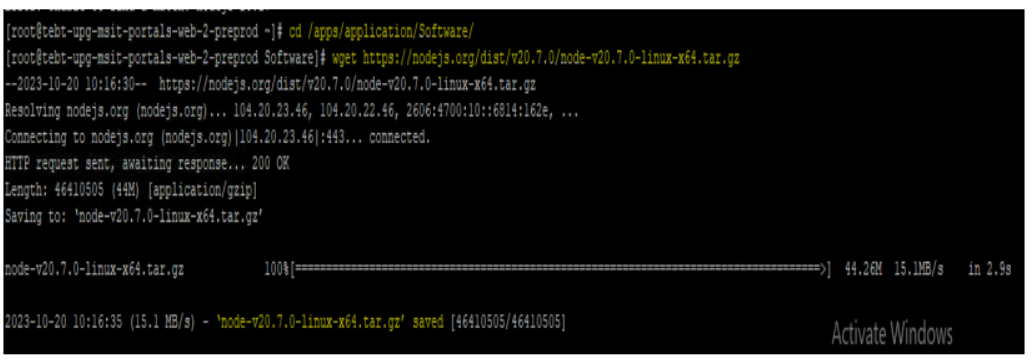 [root@tebt-upg-msit-portals-web-2-preprod ~]# cd /apps/application/Software/
[root@tebt-upg-msit-portals-web-2-preprod Software]# wget https://nodejs.org/dist/v20.7.0/node-v20.7.0-linux-x64.tar.gz
--2023-10-20 10:16:30--  https://nodejs.org/dist/v20.7.0/node-v20.7.0-linux-x64.tar.gz
Resolving nodejs.org (nodejs.org)... 104.20.23.46, 104.20.22.46, 2606:4700:10::6814:162e, ...
Connecting to nodejs.org (nodejs.org)|104.20.23.46|:443... connected.
HTTP request sent, awaiting response... 200 OK
Length: 46410505 (44M) [application/gzip]
Saving to: ‘node-v20.7.0-linux-x64.tar.gz’
node-v20.7.0-linux-x64.tar.gz 100%[===================================================================================>] 44.26M 15.1MB/s in 2.9s
2023-10-20 10:16:35 (15.1 MB/s) - ‘node-v20.7.0-linux-x64.tar.gz’ saved [46410505/46410505]
Activate Windows